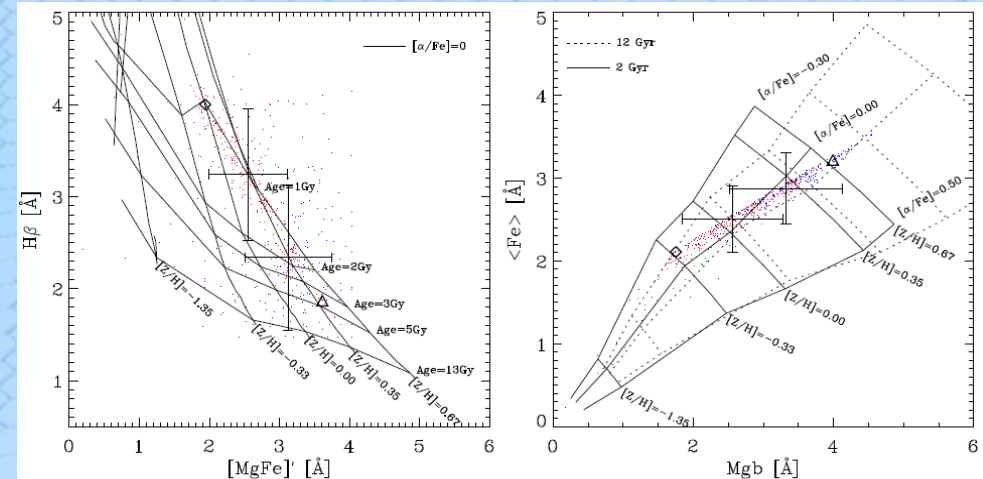 [α/Fe]=0
Age=1Gy
Age=2Gy
Age=3Gy
Age=5Gy
Age=13Gy
[Z/H]=−1.35
[Z/H]=−0.33
[Z/H]=0.00
[Z/H]=0.35
[Z/H]=0.67
Hβ [Å]
5
4
3
2
1
0 1 2 3 4 5 6
[MgFe]' [Å]
12 Gyr
2 Gyr
[α/Fe]=−0.30
[α/Fe]=0.00
[α/Fe]=0.50
[Z/H]=0.67
[Z/H]=0.35
[Z/H]=0.00
[Z/H]=−0.33
[Z/H]=−1.35
<Fe> [Å]
5
4
3
2
1
0
0 2 4 6
Mgb [Å]